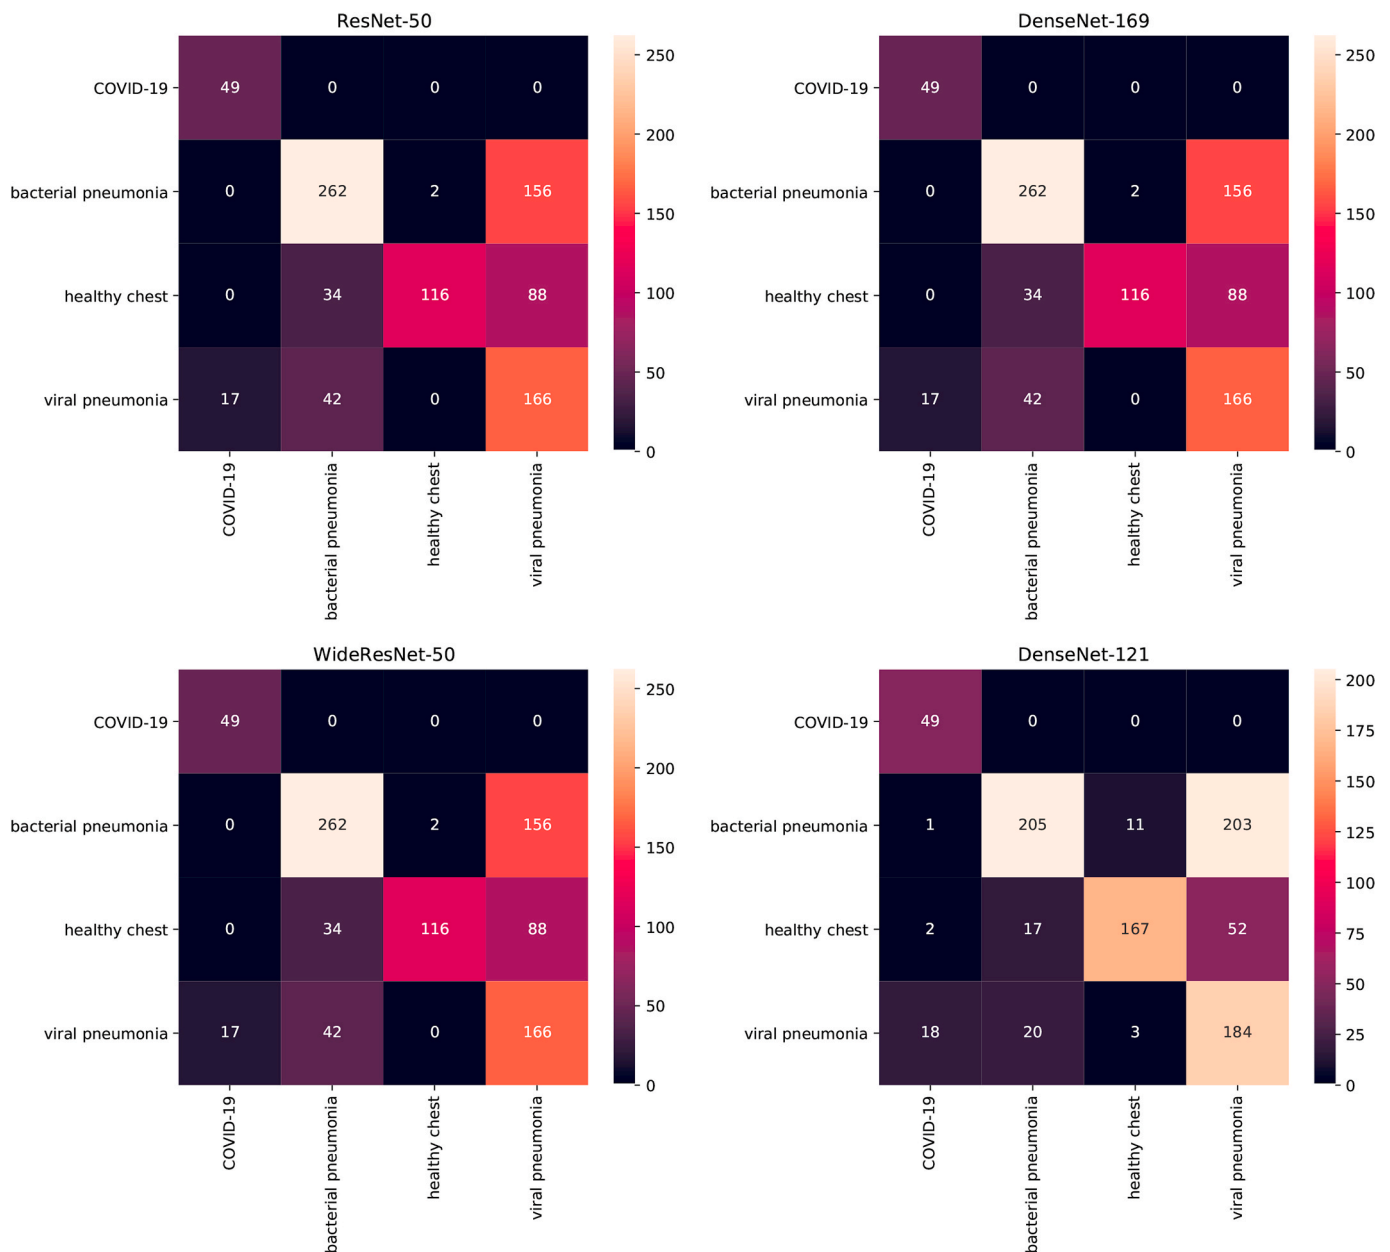 ResNet-50
COVID-19 49 0 0 0
bacterial pneumonia 0 262 2 156
healthy chest 0 34 116 88
viral pneumonia 17 42 0 166
COVID-19
bacterial pneumonia
healthy chest
viral pneumonia
250
200
150
100
50
0
DenseNet-169
COVID-19 49 0 0 0
bacterial pneumonia 0 262 2 156
healthy chest 0 34 116 88
viral pneumonia 17 42 0 166
COVID-19
bacterial pneumonia
healthy chest
viral pneumonia
250
200
150
100
50
0
WideResNet-50
COVID-19 49 0 0 0
bacterial pneumonia 0 262 2 156
healthy chest 0 34 116 88
viral pneumonia 17 42 0 166
COVID-19
bacterial pneumonia
healthy chest
viral pneumonia
250
200
150
100
50
0
DenseNet-121
COVID-19 49 0 0 0
bacterial pneumonia 1 205 11 203
healthy chest 2 17 167 52
viral pneumonia 18 20 3 184
COVID-19
bacterial pneumonia
healthy chest
viral pneumonia
200
175
150
125
100
75
50
25
0